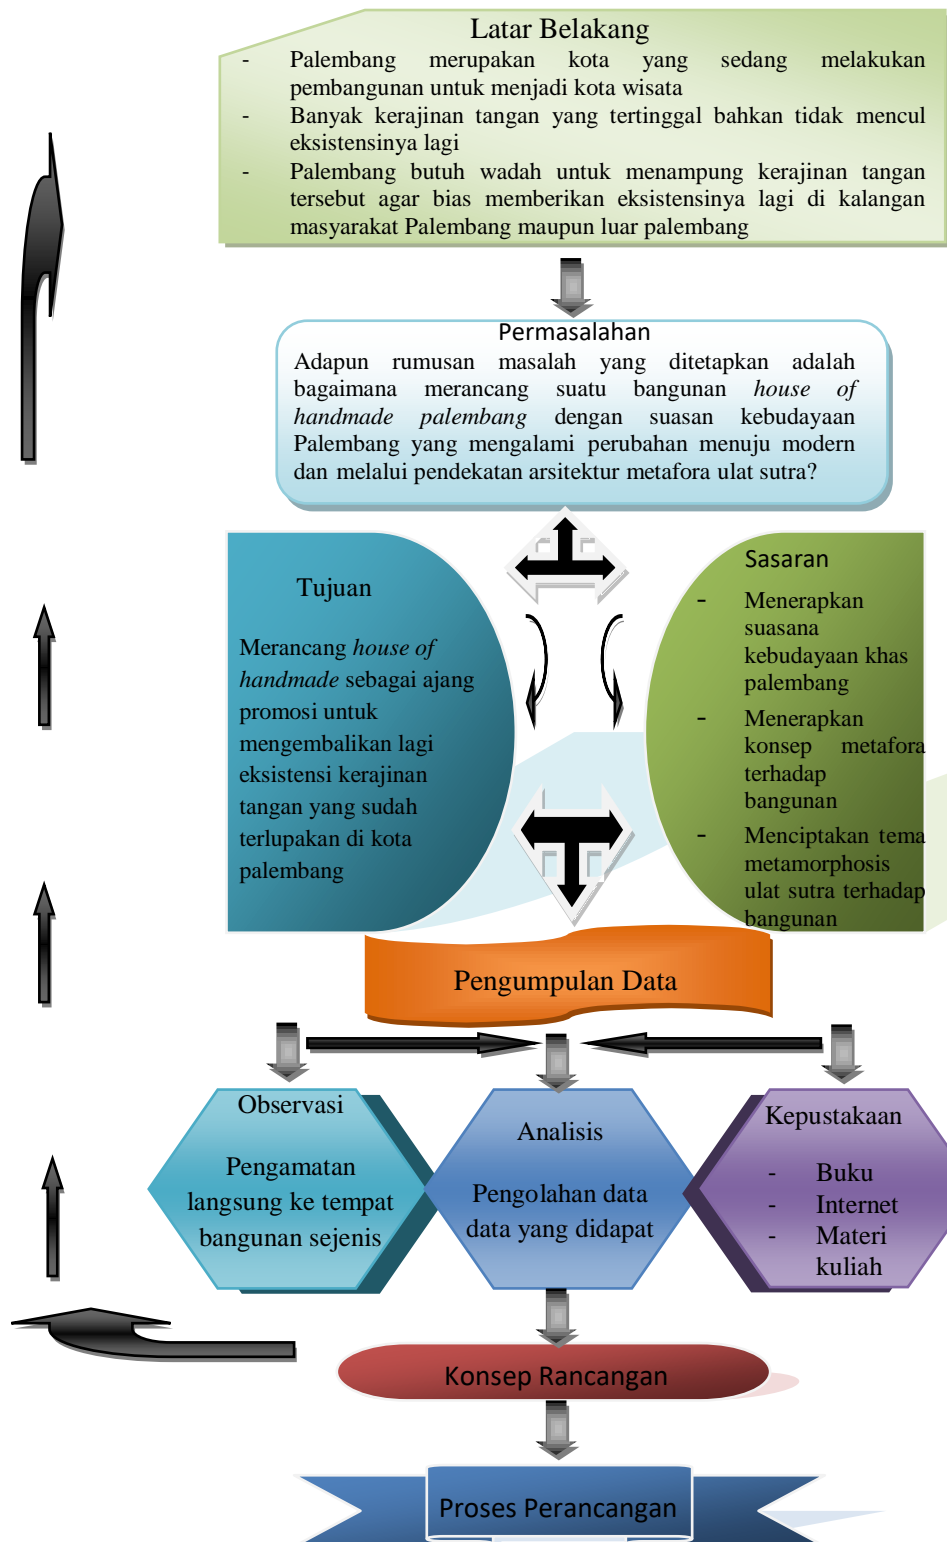 Latar Belakang
- Palembang merupakan kota yang sedang melakukan
pembangunan untuk menjadi kota wisata
- Banyak kerajinan tangan yang tertinggal bahkan tidak mencul
eksistensinya lagi
- Palembang butuh wadah untuk menampung kerajinan tangan
tersebut agar bias memberikan eksistensinya lagi di kalangan
masyarakat Palembang maupun luar palembang
Permasalahan
Adapun rumusan masalah yang ditetapkan adalah
bagaimana merancang suatu bangunan house of
handmade palembang dengan suasan kebudayaan
Palembang yang mengalami perubahan menuju modern
dan melalui pendekatan arsitektur metafora ulat sutra?
Tujuan
Merancang house of
handmade sebagai ajang
promosi untuk
mengembalikan lagi
eksistensi kerajinan
tangan yang sudah
terlupakan di kota
palembang
Sasaran
- Menerapkan
suasana
kebudayaan khas
palembang
- Menerapkan
konsep metafora
terhadap
bangunan
- Menciptakan tema
metamorphosis
ulat sutra terhadap
bangunan
Pengumpulan Data
Observasi
Pengamatan
langsung ke tempat
bangunan sejenis
Analisis
Pengolahan data
data yang didapat
Kepustakaan
- Buku
- Internet
- Materi
kuliah
Konsep Rancangan
Proses Perancangan